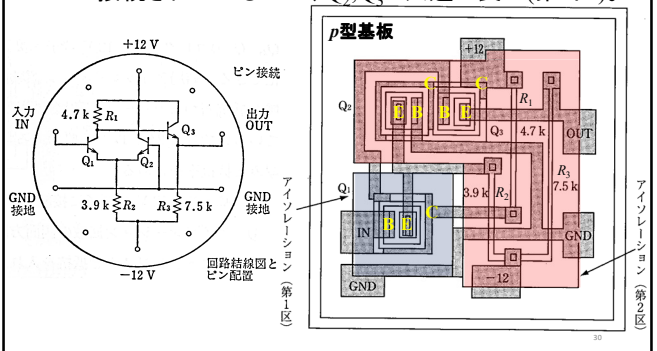 +12 V
ピン接続
入力
IN
4.7 k R₁
Q₃
出力
OUT
Q₁
Q₂
GND
接地
3.9 k R₂
R₃ 7.5 k
GND
接地
−12 V
回路結線図と
ピン配置
p型基板
+12
C
C
Q₂
E
B
B
E
R₁
Q₃
4.7 k
OUT
R₃
7.5 k
3.9 k
R₂
Q₁
C
IN
B
E
GND
GND
−12
アイソレーション（第1区）
アイソレーション（第2区）
30